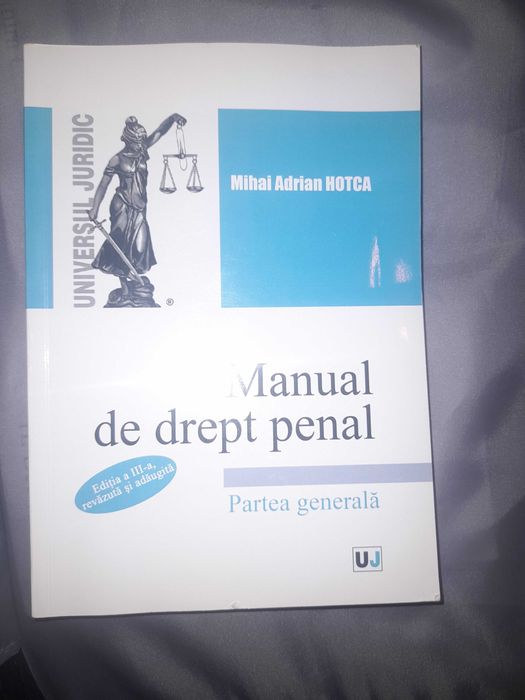 UNIVERSUL JURIDIC
®
Mihai Adrian HOTCA
Manual
de drept penal
Ediția a III-a,
revăzută și adăugită
Partea generală
UJ